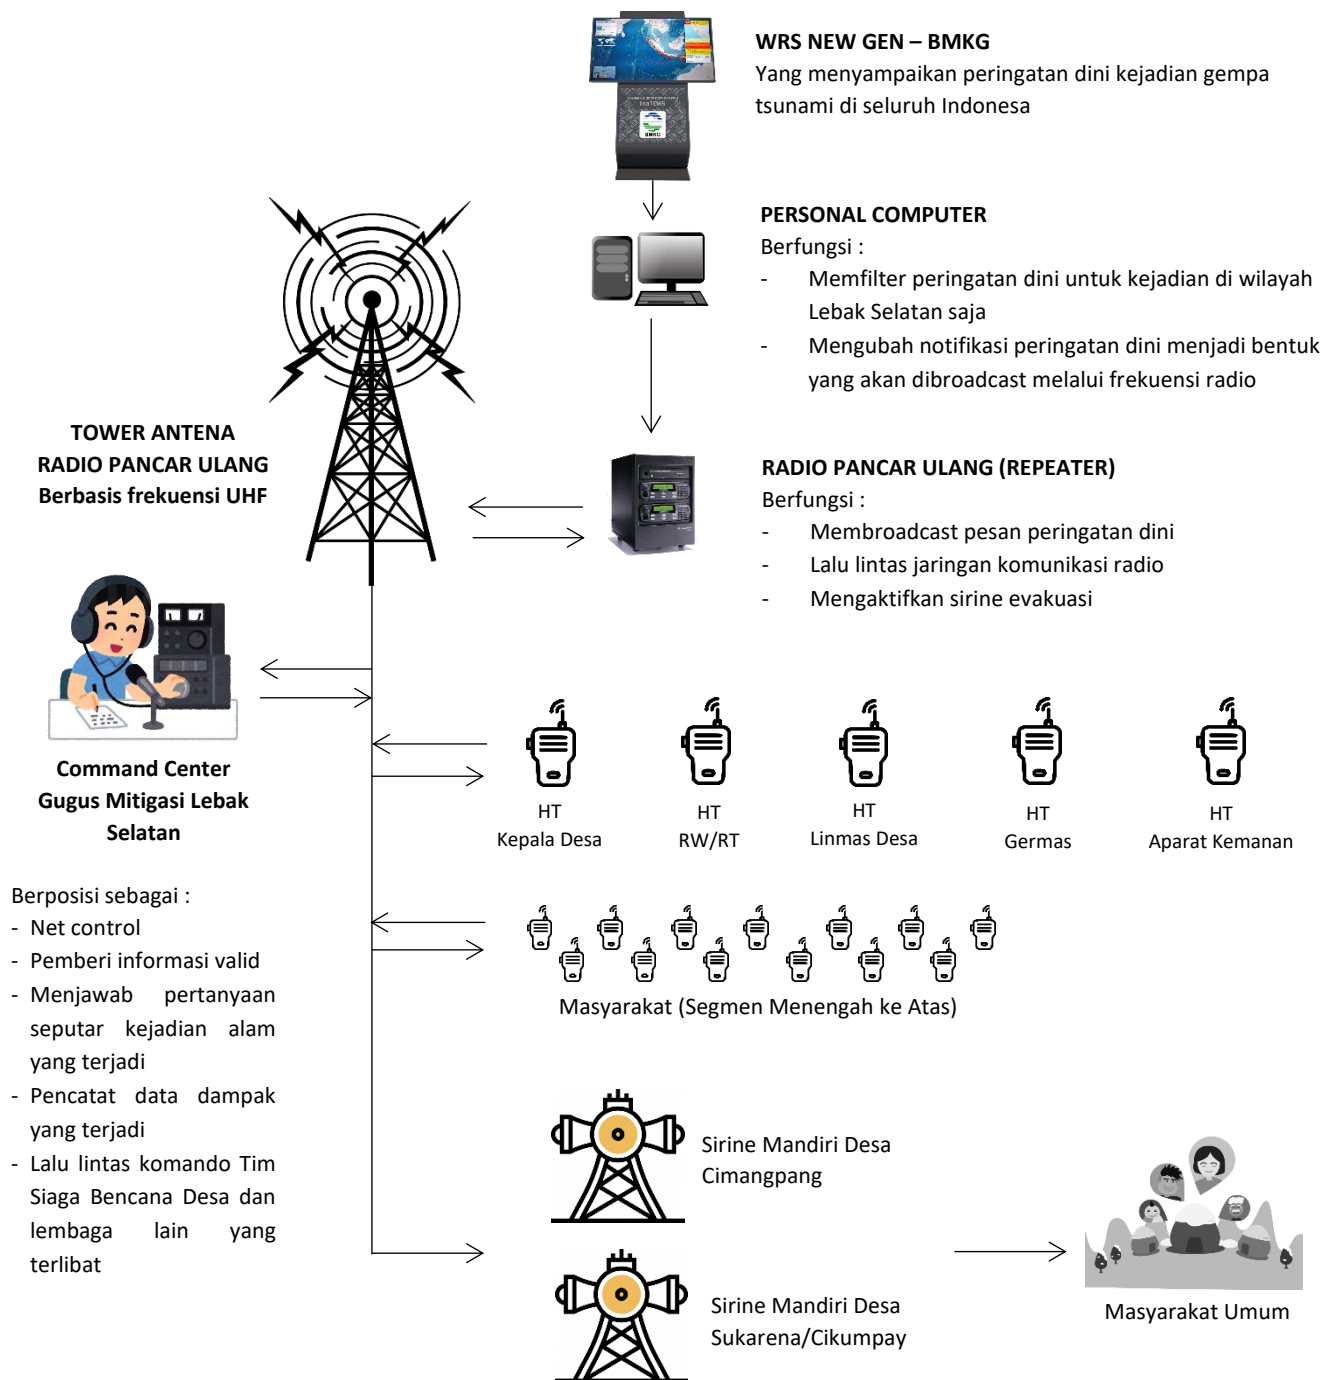 WRS NEW GEN – BMKG
Yang menyampaikan peringatan dini kejadian gempa
tsunami di seluruh Indonesa
BMKG
PERSONAL COMPUTER
Berfungsi :
- Memfilter peringatan dini untuk kejadian di wilayah
Lebak Selatan saja
- Mengubah notifikasi peringatan dini menjadi bentuk
yang akan dibroadcast melalui frekuensi radio
TOWER ANTENA
RADIO PANCAR ULANG
Berbasis frekuensi UHF
RADIO PANCAR ULANG (REPEATER)
Berfungsi :
- Membroadcast pesan peringatan dini
- Lalu lintas jaringan komunikasi radio
- Mengaktifkan sirine evakuasi
Command Center
Gugus Mitigasi Lebak
Selatan
HT
Kepala Desa
HT
RW/RT
HT
Linmas Desa
HT
Germas
HT
Aparat Kemanan
Berposisi sebagai :
- Net control
- Pemberi informasi valid
- Menjawab pertanyaan
seputar kejadian alam
yang terjadi
- Pencatat data dampak
yang terjadi
- Lalu lintas komando Tim
Siaga Bencana Desa dan
lembaga lain yang
terlibat
Masyarakat (Segmen Menengah ke Atas)
Sirine Mandiri Desa
Cimangpang
Sirine Mandiri Desa
Sukarena/Cikumpay
Masyarakat Umum